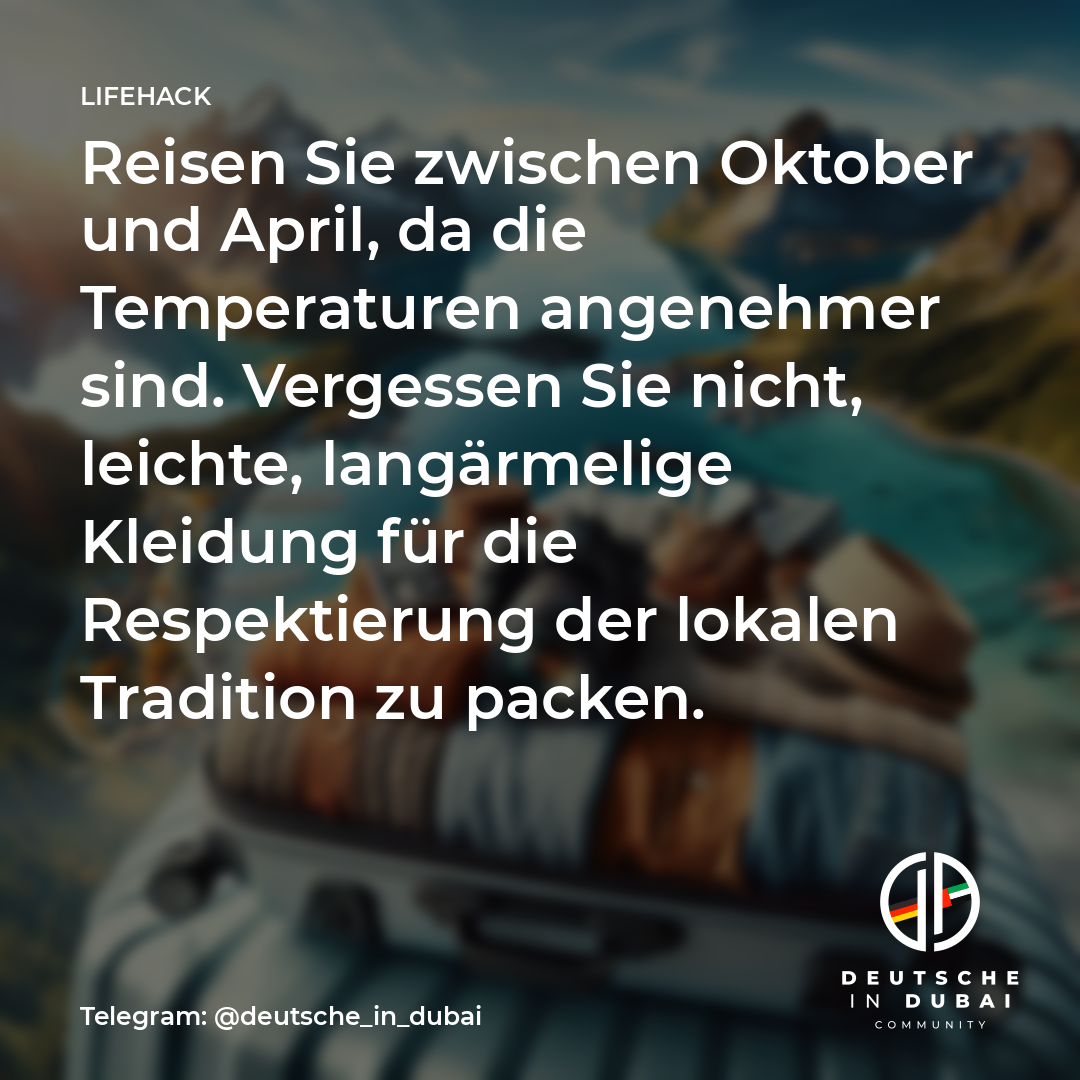 LIFEHACK
Reisen Sie zwischen Oktober
und April, da die
Temperaturen angenehmer
sind. Vergessen Sie nicht,
leichte, langärmelige
Kleidung für die
Respektierung der lokalen
Tradition zu packen.
DEUTSCHE
IN DUBAI
COMMUNITY
Telegram: @deutsche_in_dubai